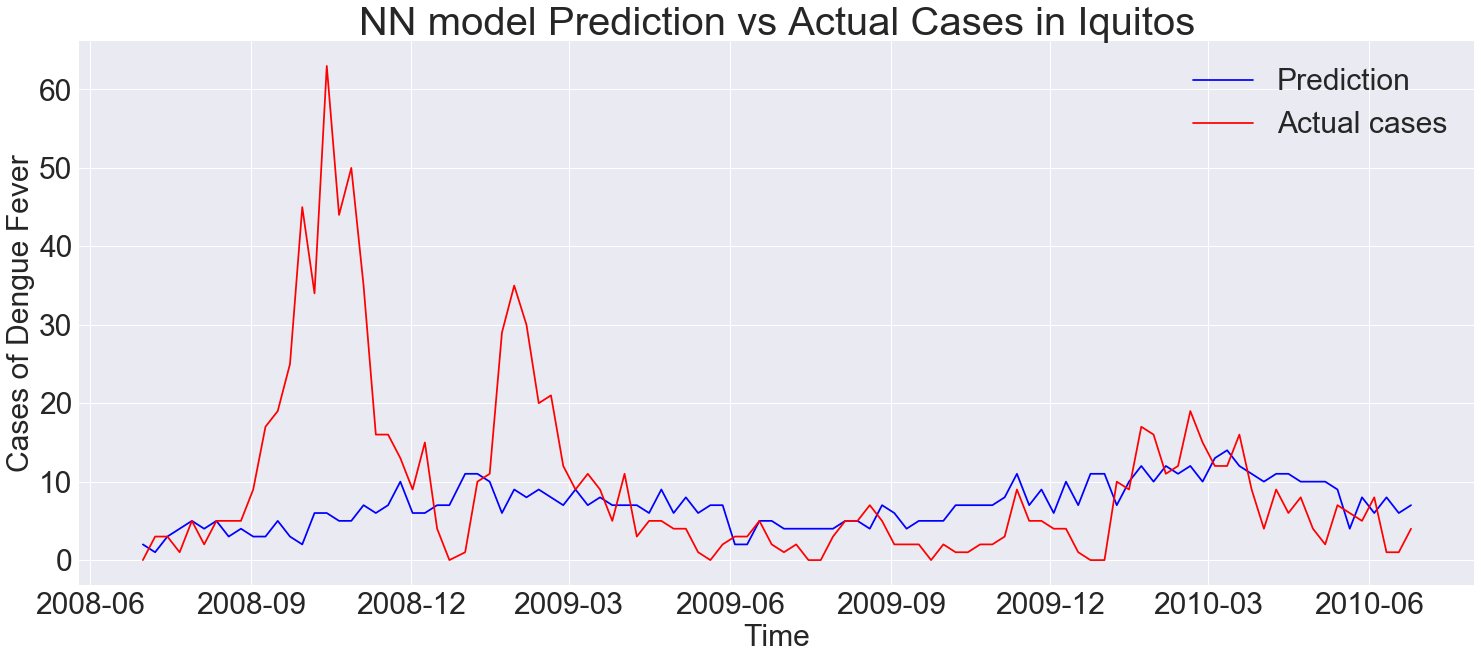 NN model Prediction vs Actual Cases in Iquitos
Prediction
Actual cases
Cases of Dengue Fever
60
50
40
30
20
10
0
2008-06 2008-09 2008-12 2009-03 2009-06 2009-09 2009-12 2010-03 2010-06
Time